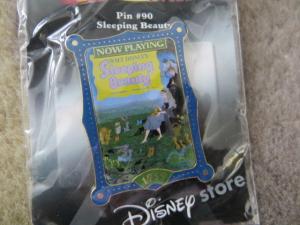 Pin #90
Sleeping Beauty
NOW PLAYING
WALT DISNEY'S
Sleeping
Beauty
DISNEY store